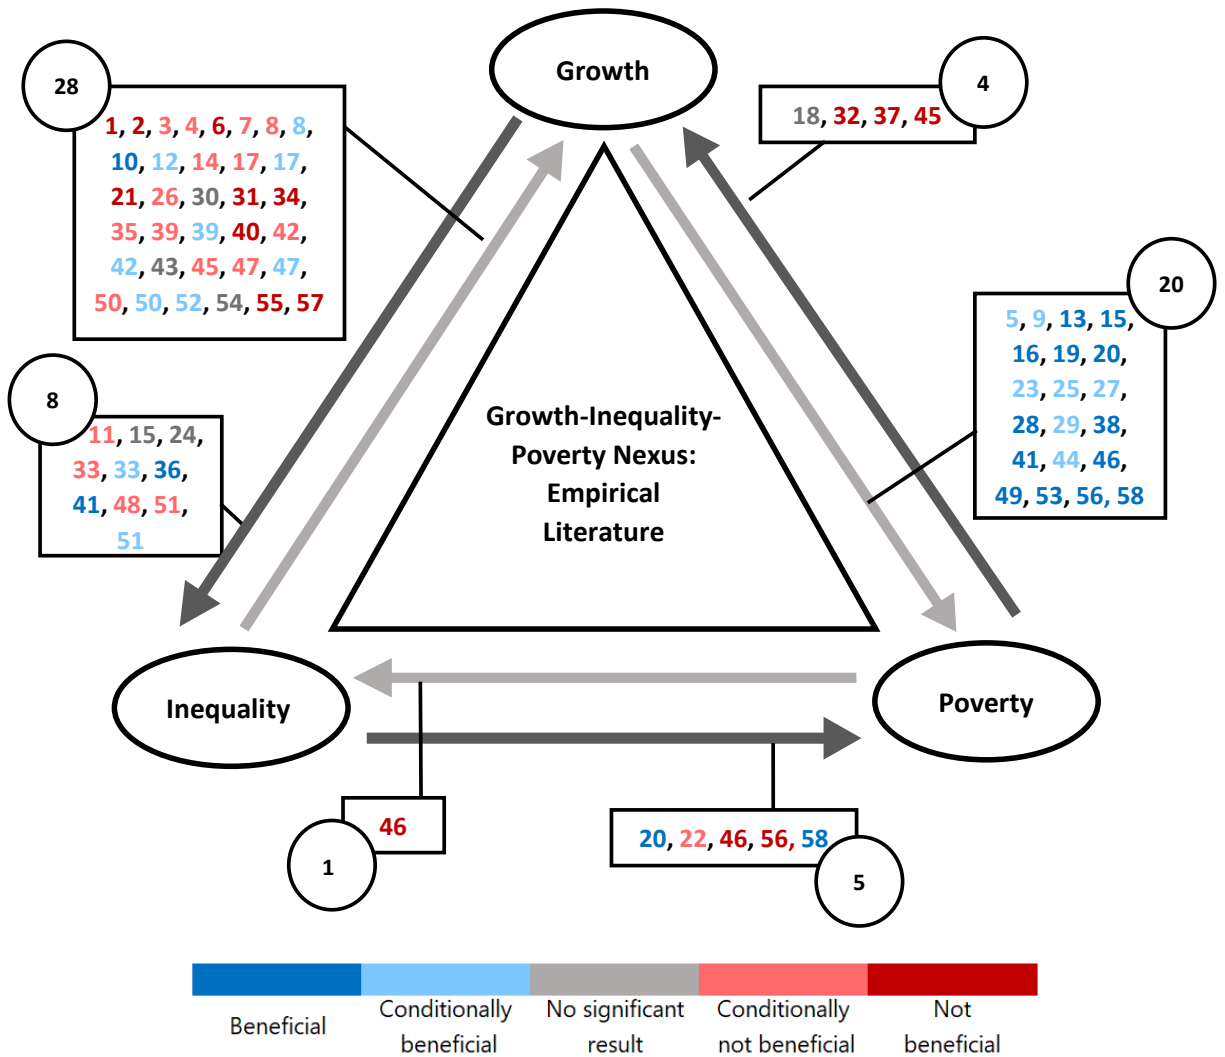 Growth
28
1, 2, 3, 4, 6, 7, 8, 8,
10, 12, 14, 17, 17,
21, 26, 30, 31, 34,
35, 39, 39, 40, 42,
42, 43, 45, 47, 47,
50, 50, 52, 54, 55, 57
4
18, 32, 37, 45
20
5, 9, 13, 15,
16, 19, 20,
23, 25, 27,
28, 29, 38,
41, 44, 46,
49, 53, 56, 58
8
11, 15, 24,
33, 33, 36,
41, 48, 51,
51
Growth-Inequality-
Poverty Nexus:
Empirical
Literature
Inequality
Poverty
46
1
20, 22, 46, 56, 58
5
Beneficial
Conditionally
beneficial
No significant
result
Conditionally
not beneficial
Not
beneficial